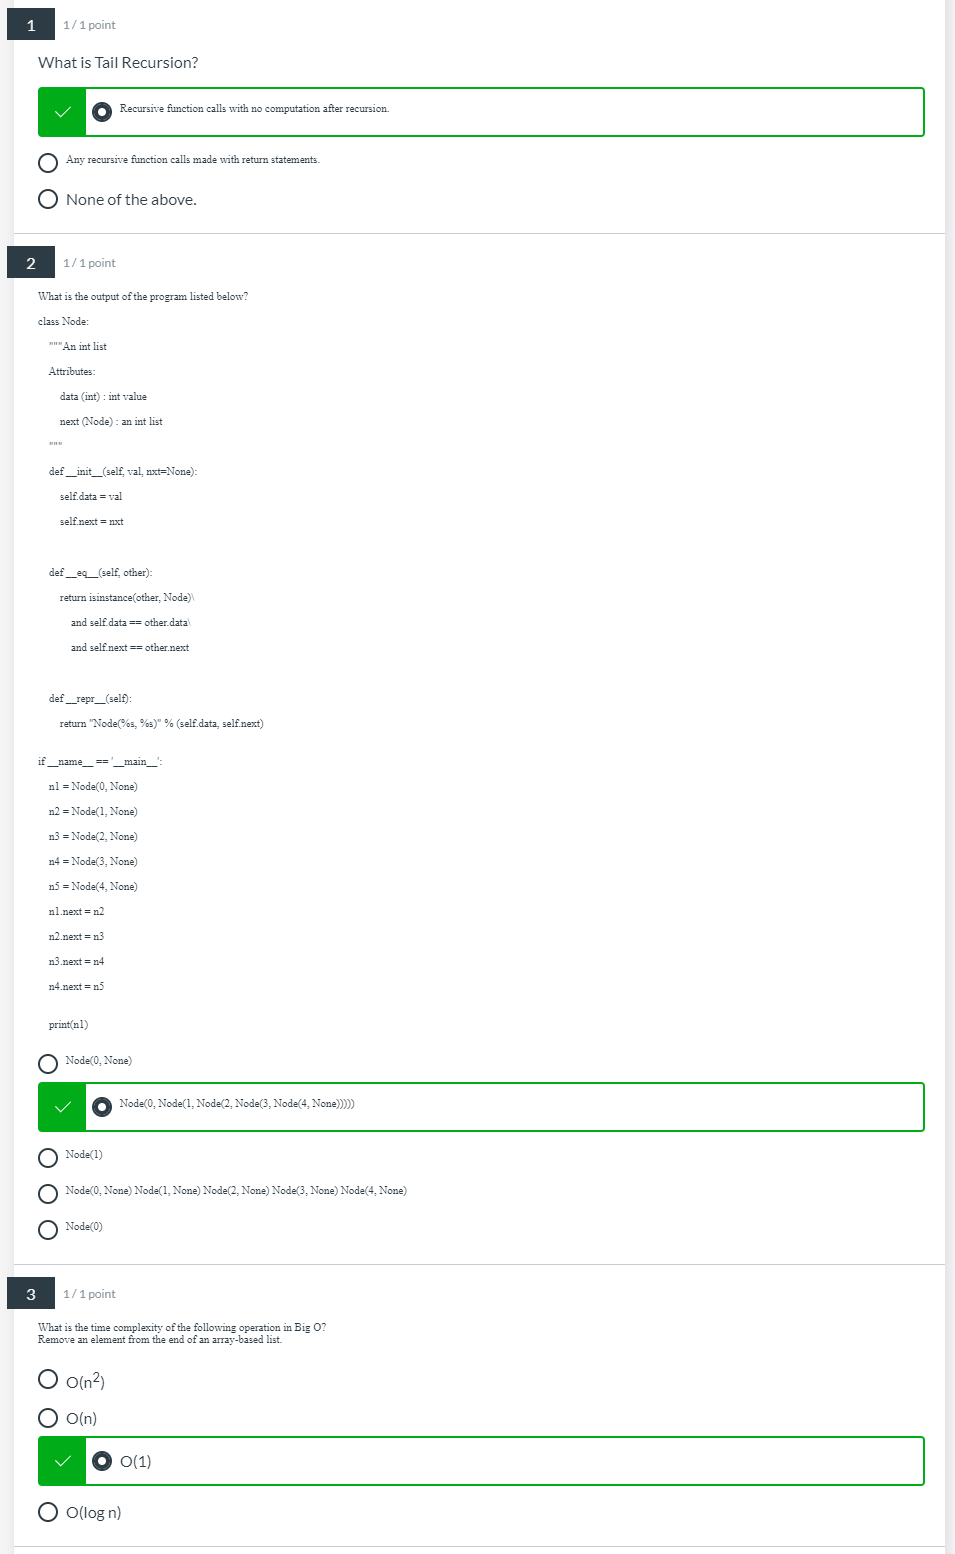 1
1 / 1 point
What is Tail Recursion?
Recursive function calls with no computation after recursion.
Any recursive function calls made with return statements.
None of the above.
2
1 / 1 point
What is the output of the program listed below?
class Node:
"""An int list
Attributes:
data (int) : int value
next (Node) : an int list
"""
def __init__(self, val, nxt=None):
self.data = val
self.next = nxt
def __eq__(self, other):
return isinstance(other, Node)\
and self.data == other.data\
and self.next == other.next
def __repr__(self):
return "Node(%s, %s)" % (self.data, self.next)
if __name__ == '__main__':
n1 = Node(0, None)
n2 = Node(1, None)
n3 = Node(2, None)
n4 = Node(3, None)
n5 = Node(4, None)
n1.next = n2
n2.next = n3
n3.next = n4
n4.next = n5
print(n1)
Node(0, None)
Node(0, Node(1, Node(2, Node(3, Node(4, None)))))
Node(1)
Node(0, None) Node(1, None) Node(2, None) Node(3, None) Node(4, None)
Node(0)
3
1 / 1 point
What is the time complexity of the following operation in Big O?
Remove an element from the end of an array-based list.
O(n²)
O(n)
O(1)
O(log n)